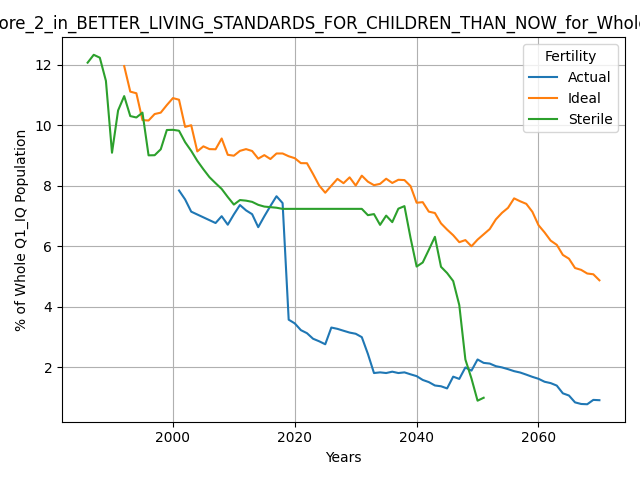 ore_2_in_BETTER_LIVING_STANDARDS_FOR_CHILDREN_THAN_NOW_for_Whole
Fertility
Actual
Ideal
Sterile
% of Whole Q1_IQ Population
12
10
8
6
4
2
2000 2020 2040 2060
Years